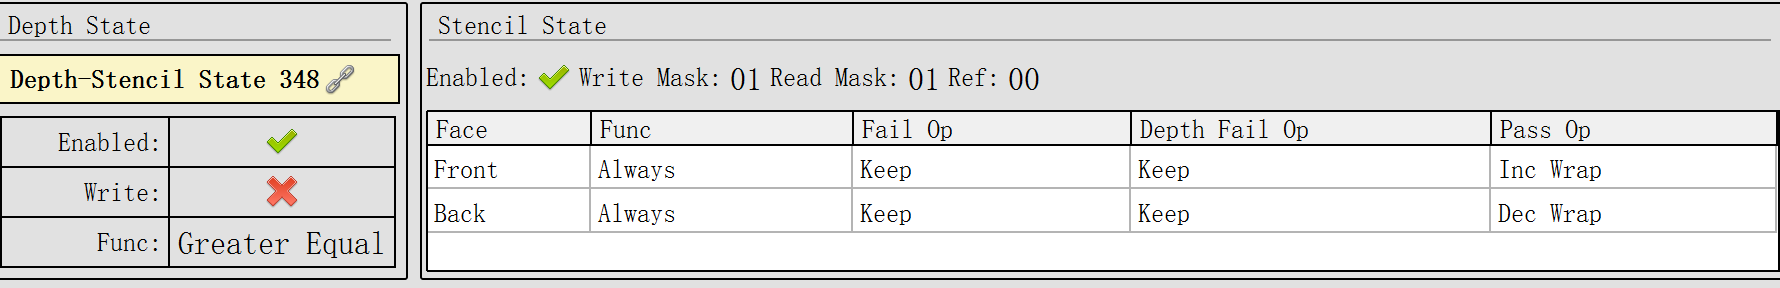 Depth State
Depth-Stencil State 348
Enabled:
Write:
Func: Greater Equal
Stencil State
Enabled: Write Mask: 01 Read Mask: 01 Ref: 00
Face Func Fail Op Depth Fail Op Pass Op
Front Always Keep Keep Inc Wrap
Back Always Keep Keep Dec Wrap